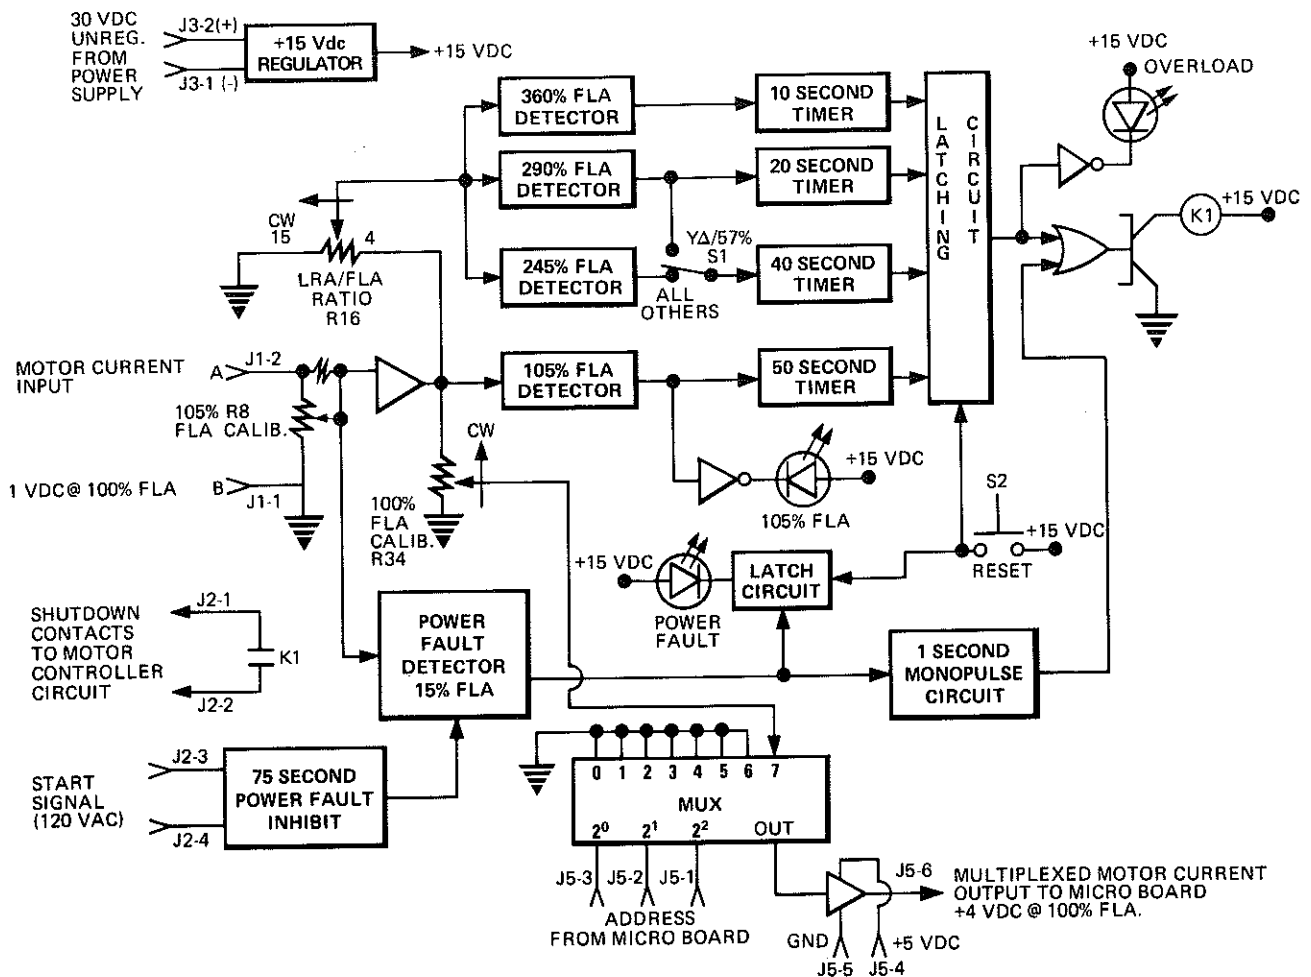 30 VDC
UNREG.
FROM
POWER
SUPPLY
J3-2(+)
J3-1 (-)
+15 Vdc
REGULATOR
+15 VDC
360% FLA
DETECTOR
10 SECOND
TIMER
290% FLA
DETECTOR
20 SECOND
TIMER
245% FLA
DETECTOR
YΔ/57%
S1
ALL
OTHERS
40 SECOND
TIMER
105% FLA
DETECTOR
50 SECOND
TIMER
LATCHING
CIRCUIT
+15 VDC
OVERLOAD
K1
+15 VDC
CW
15
4
LRA/FLA
RATIO
R16
MOTOR CURRENT
INPUT
A
J1-2
105% R8
FLA CALIB.
1 VDC@ 100% FLA
B
J1-1
CW
100%
FLA
CALIB.
R34
+15 VDC
105% FLA
S2
+15 VDC
RESET
+15 VDC
POWER
FAULT
LATCH
CIRCUIT
SHUTDOWN
CONTACTS
TO MOTOR
CONTROLLER
CIRCUIT
J2-1
K1
J2-2
POWER
FAULT
DETECTOR
15% FLA
1 SECOND
MONOPULSE
CIRCUIT
START
SIGNAL
(120 VAC)
J2-3
J2-4
75 SECOND
POWER FAULT
INHIBIT
0 1 2 3 4 5 6 7
MUX
2⁰ 2¹ 2² OUT
J5-3 J5-2 J5-1
ADDRESS
FROM MICRO BOARD
J5-6
MULTIPLEXED MOTOR CURRENT
OUTPUT TO MICRO BOARD
+4 VDC @ 100% FLA.
GND
+5 VDC
J5-5 J5-4